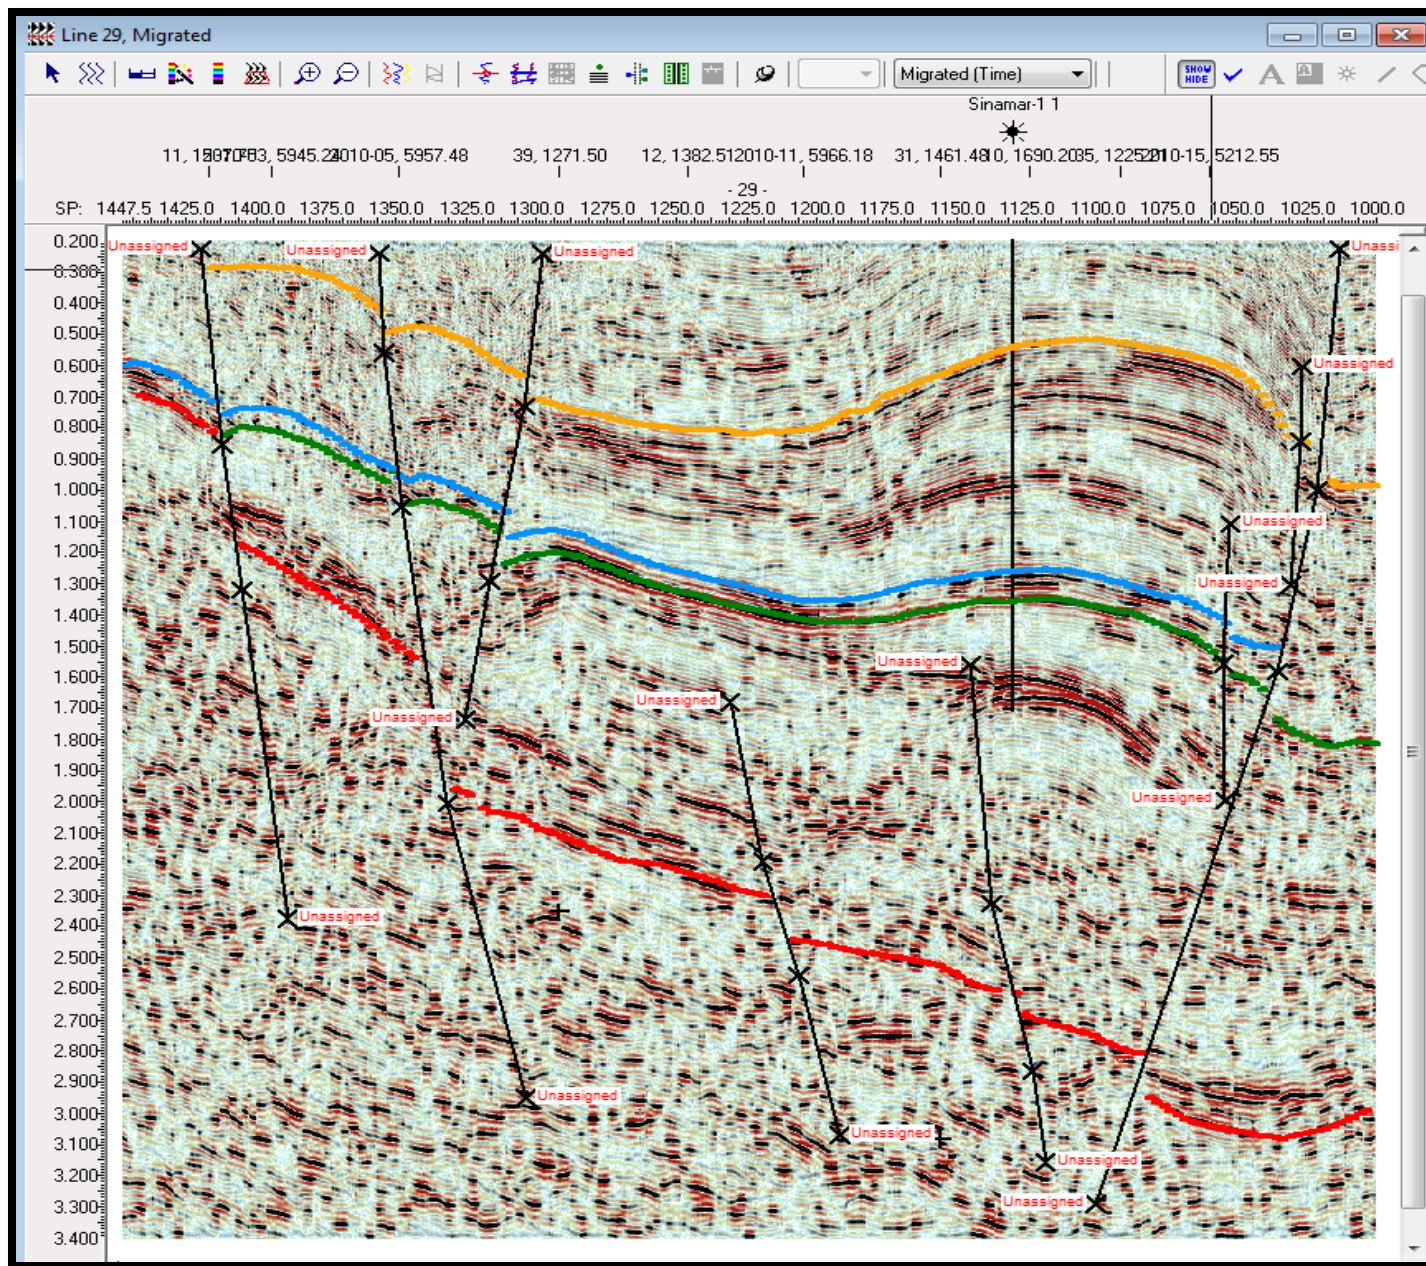 Line 29, Migrated
SHOW HIDE
Migrated (Time)
Sinamar-1 1
11, 5945.24 2010-05, 5957.48 39, 1271.50 12, 1382.51 2010-11, 5966.18 31, 1461.48 10, 1690.20 35, 2010-15, 5212.55
- 29 -
SP: 1447.5 1425.0 1400.0 1375.0 1350.0 1325.0 1300.0 1275.0 1250.0 1225.0 1200.0 1175.0 1150.0 1125.0 1100.0 1075.0 1050.0 1025.0 1000.0
0.200
Unassigned Unassigned Unassigned Unassi
0.400
0.500
0.600
Unassigned
0.700
0.800
0.900
1.000
1.100
Unassigned
1.200
1.300
Unassigned
1.400
1.500
1.600
Unassigned
1.700
Unassigned Unassigned
1.800
1.900
2.000
Unassigned
2.100
2.200
2.300
2.400
Unassigned
2.500
2.600
2.700
2.800
2.900
3.000
Unassigned
3.100
Unassigned
3.200
Unassigned
3.300
Unassigned
3.400